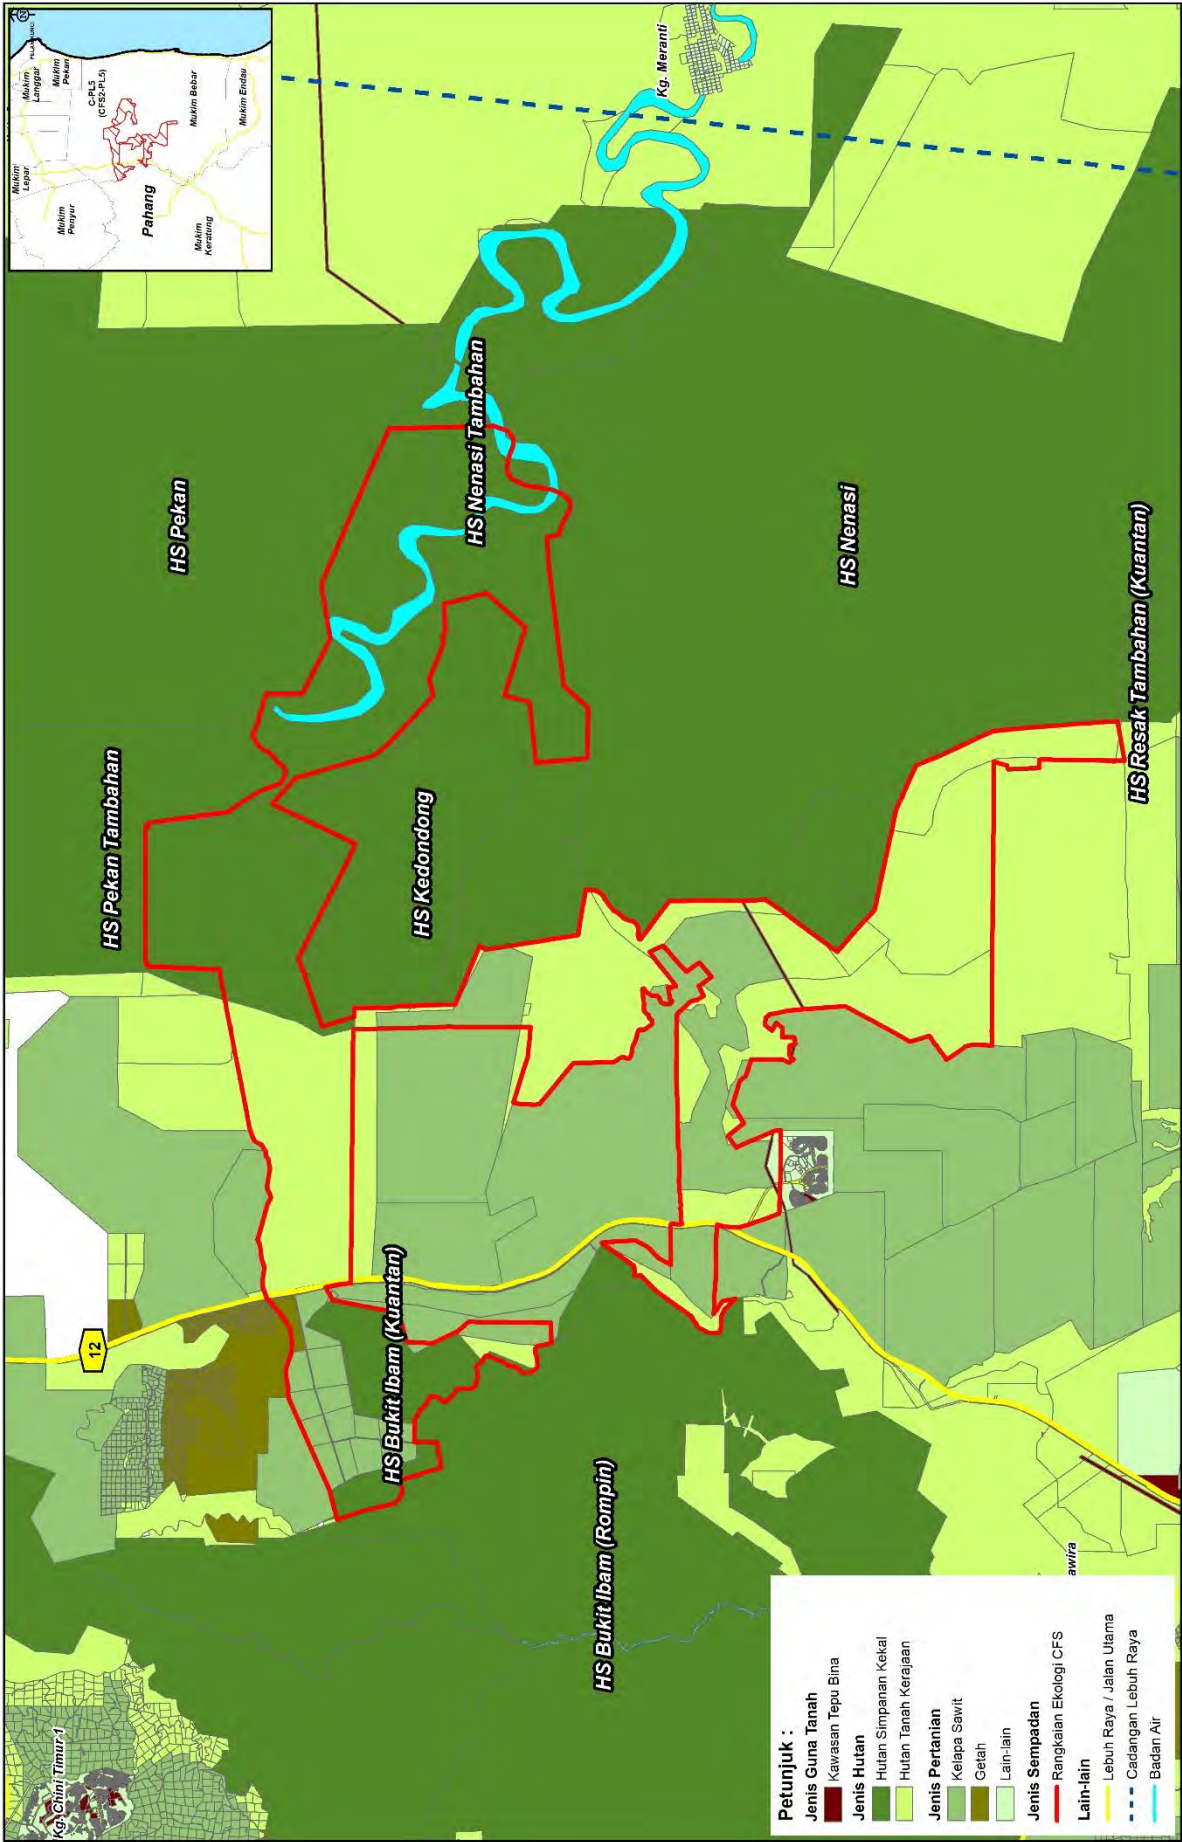 Mukim
Lepar
Mukim
Langgar
Mukim
Pekan
Mukim
Penyur
C-PL5
(CFS2-PL5)
Pahang
Mukim Bebar
Mukim
Keratung
Mukim Endau
Kg. Meranti
HS Pekan
HS Nenasi Tambahan
HS Nenasi
HS Pekan Tambahan
HS Kedondong
HS Resak Tambahan (Kuantan)
12
HS Bukit Ibam (Kuantan)
HS Bukit Ibam (Rompin)
Kg. Chini Timur 1
awira
Petunjuk :
Jenis Guna Tanah
Kawasan Tepu Bina
Jenis Hutan
Hutan Simpanan Kekal
Hutan Tanah Kerajaan
Jenis Pertanian
Kelapa Sawit
Getah
Lain-lain
Jenis Sempadan
Rangkaian Ekologi CFS
Lain-lain
Lebuh Raya / Jalan Utama
Cadangan Lebuh Raya
Badan Air